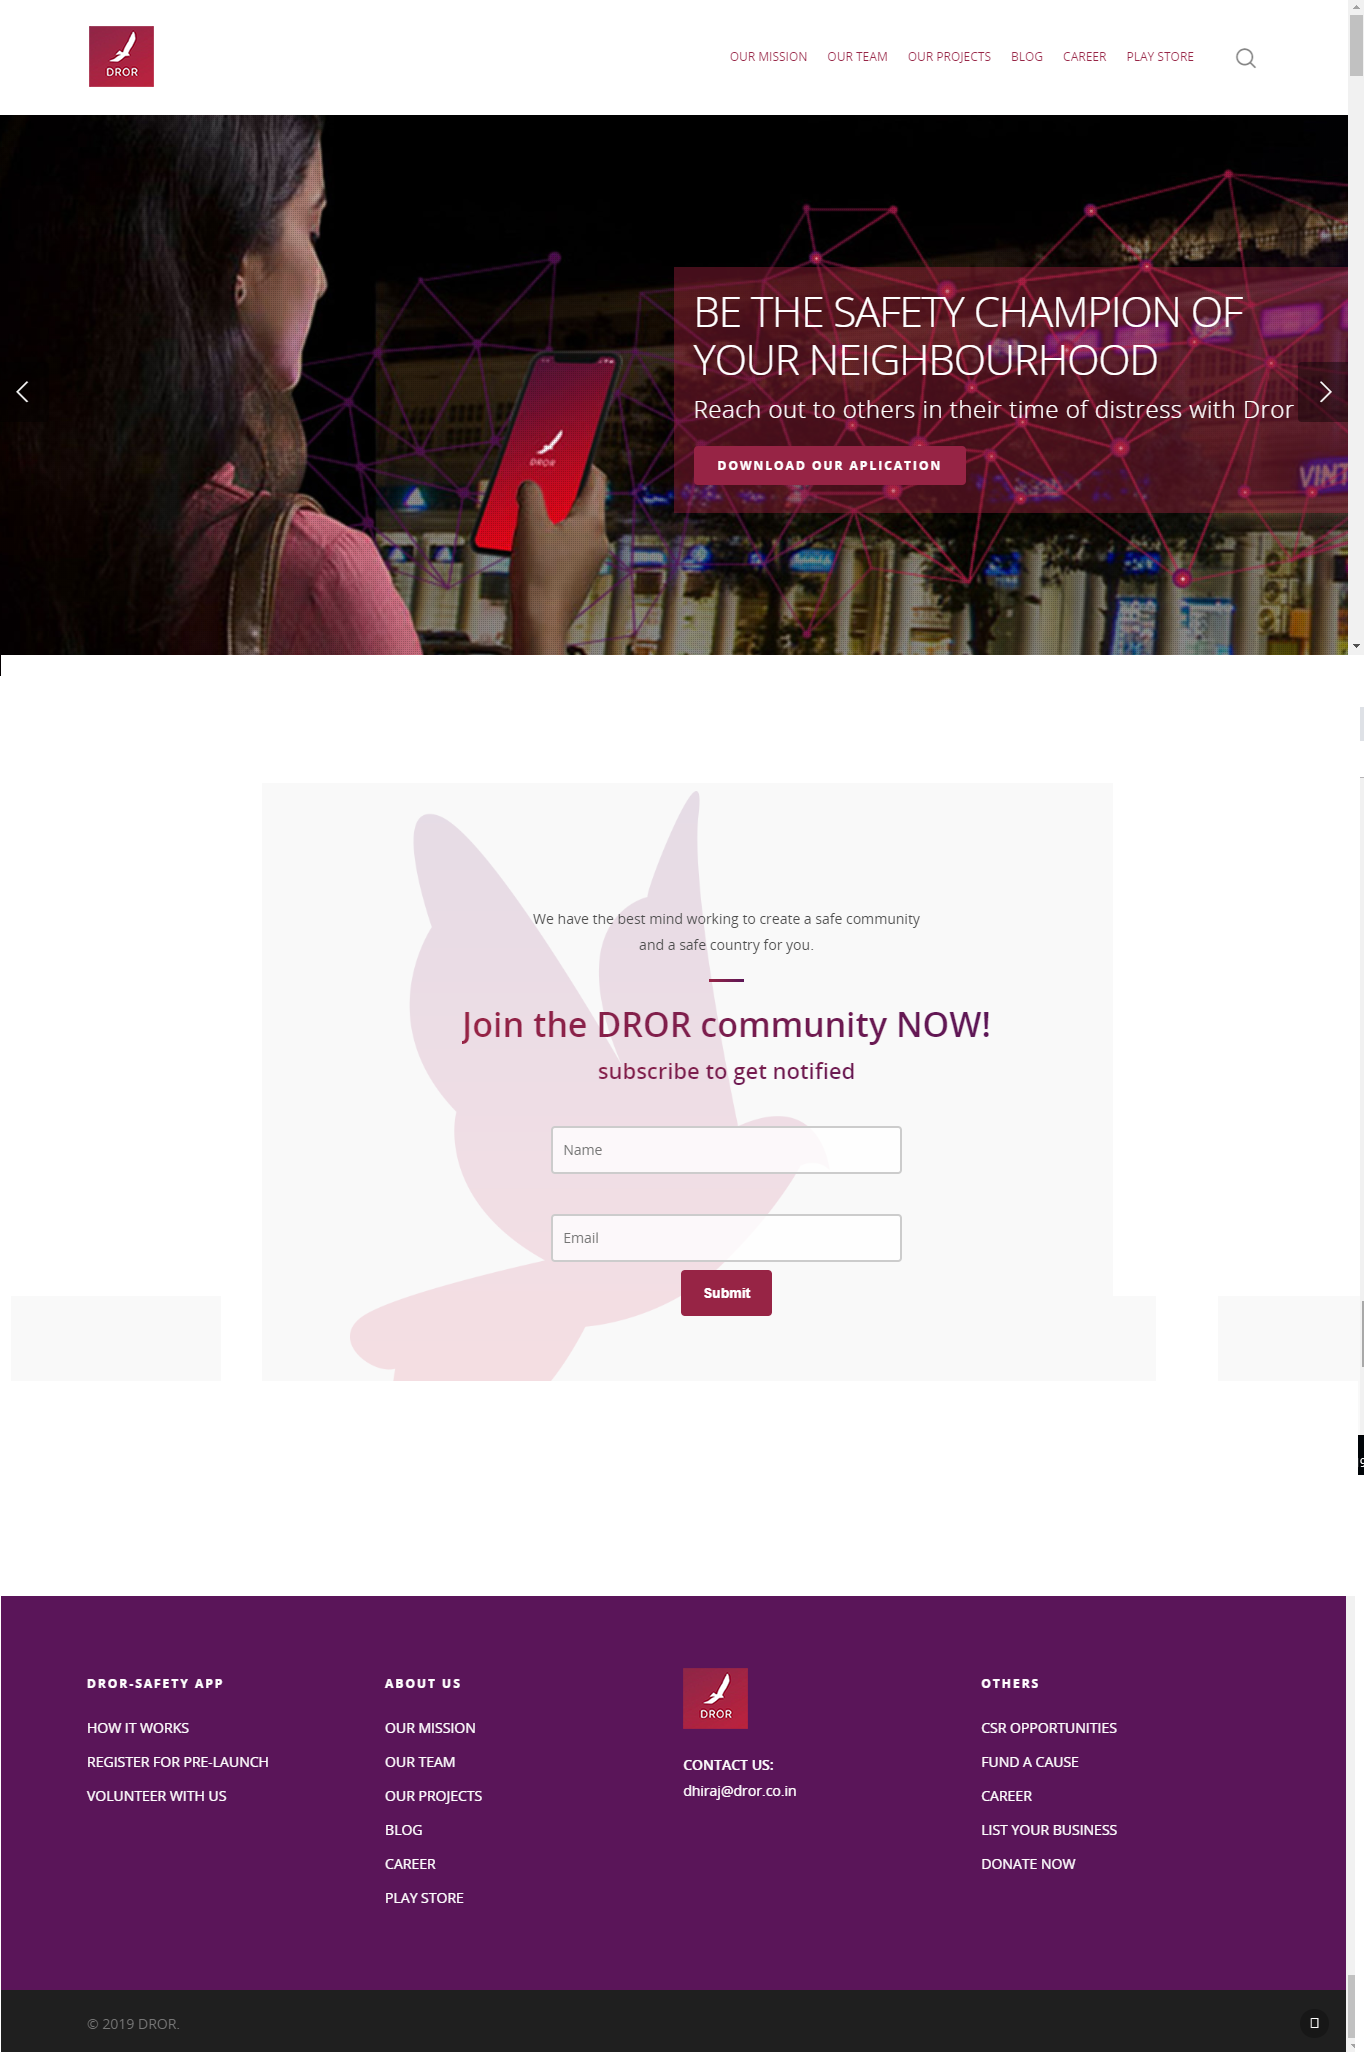 DROR
OUR MISSION OUR TEAM OUR PROJECTS BLOG CAREER PLAY STORE
BE THE SAFETY CHAMPION OF
YOUR NEIGHBOURHOOD
Reach out to others in their time of distress with Dror
DROR
DOWNLOAD OUR APLICATION
VINT
We have the best mind working to create a safe community
and a safe country for you.
Join the DROR community NOW!
subscribe to get notified
Name
Email
Submit
DROR-SAFETY APP
HOW IT WORKS
REGISTER FOR PRE-LAUNCH
VOLUNTEER WITH US
ABOUT US
OUR MISSION
OUR TEAM
OUR PROJECTS
BLOG
CAREER
PLAY STORE
DROR
CONTACT US:
dhiraj@dror.co.in
OTHERS
CSR OPPORTUNITIES
FUND A CAUSE
CAREER
LIST YOUR BUSINESS
DONATE NOW
© 2019 DROR.